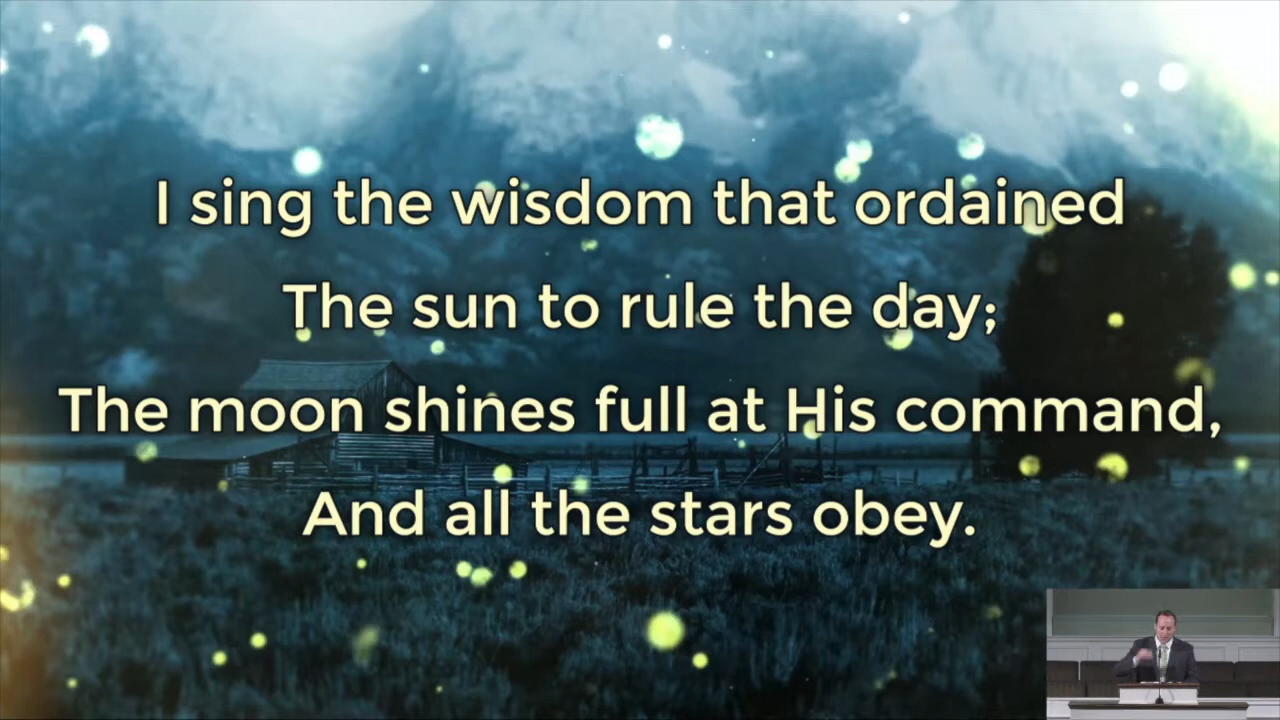 I sing the wisdom that ordained
The sun to rule the day;
The moon shines full at His command,
And all the stars obey.